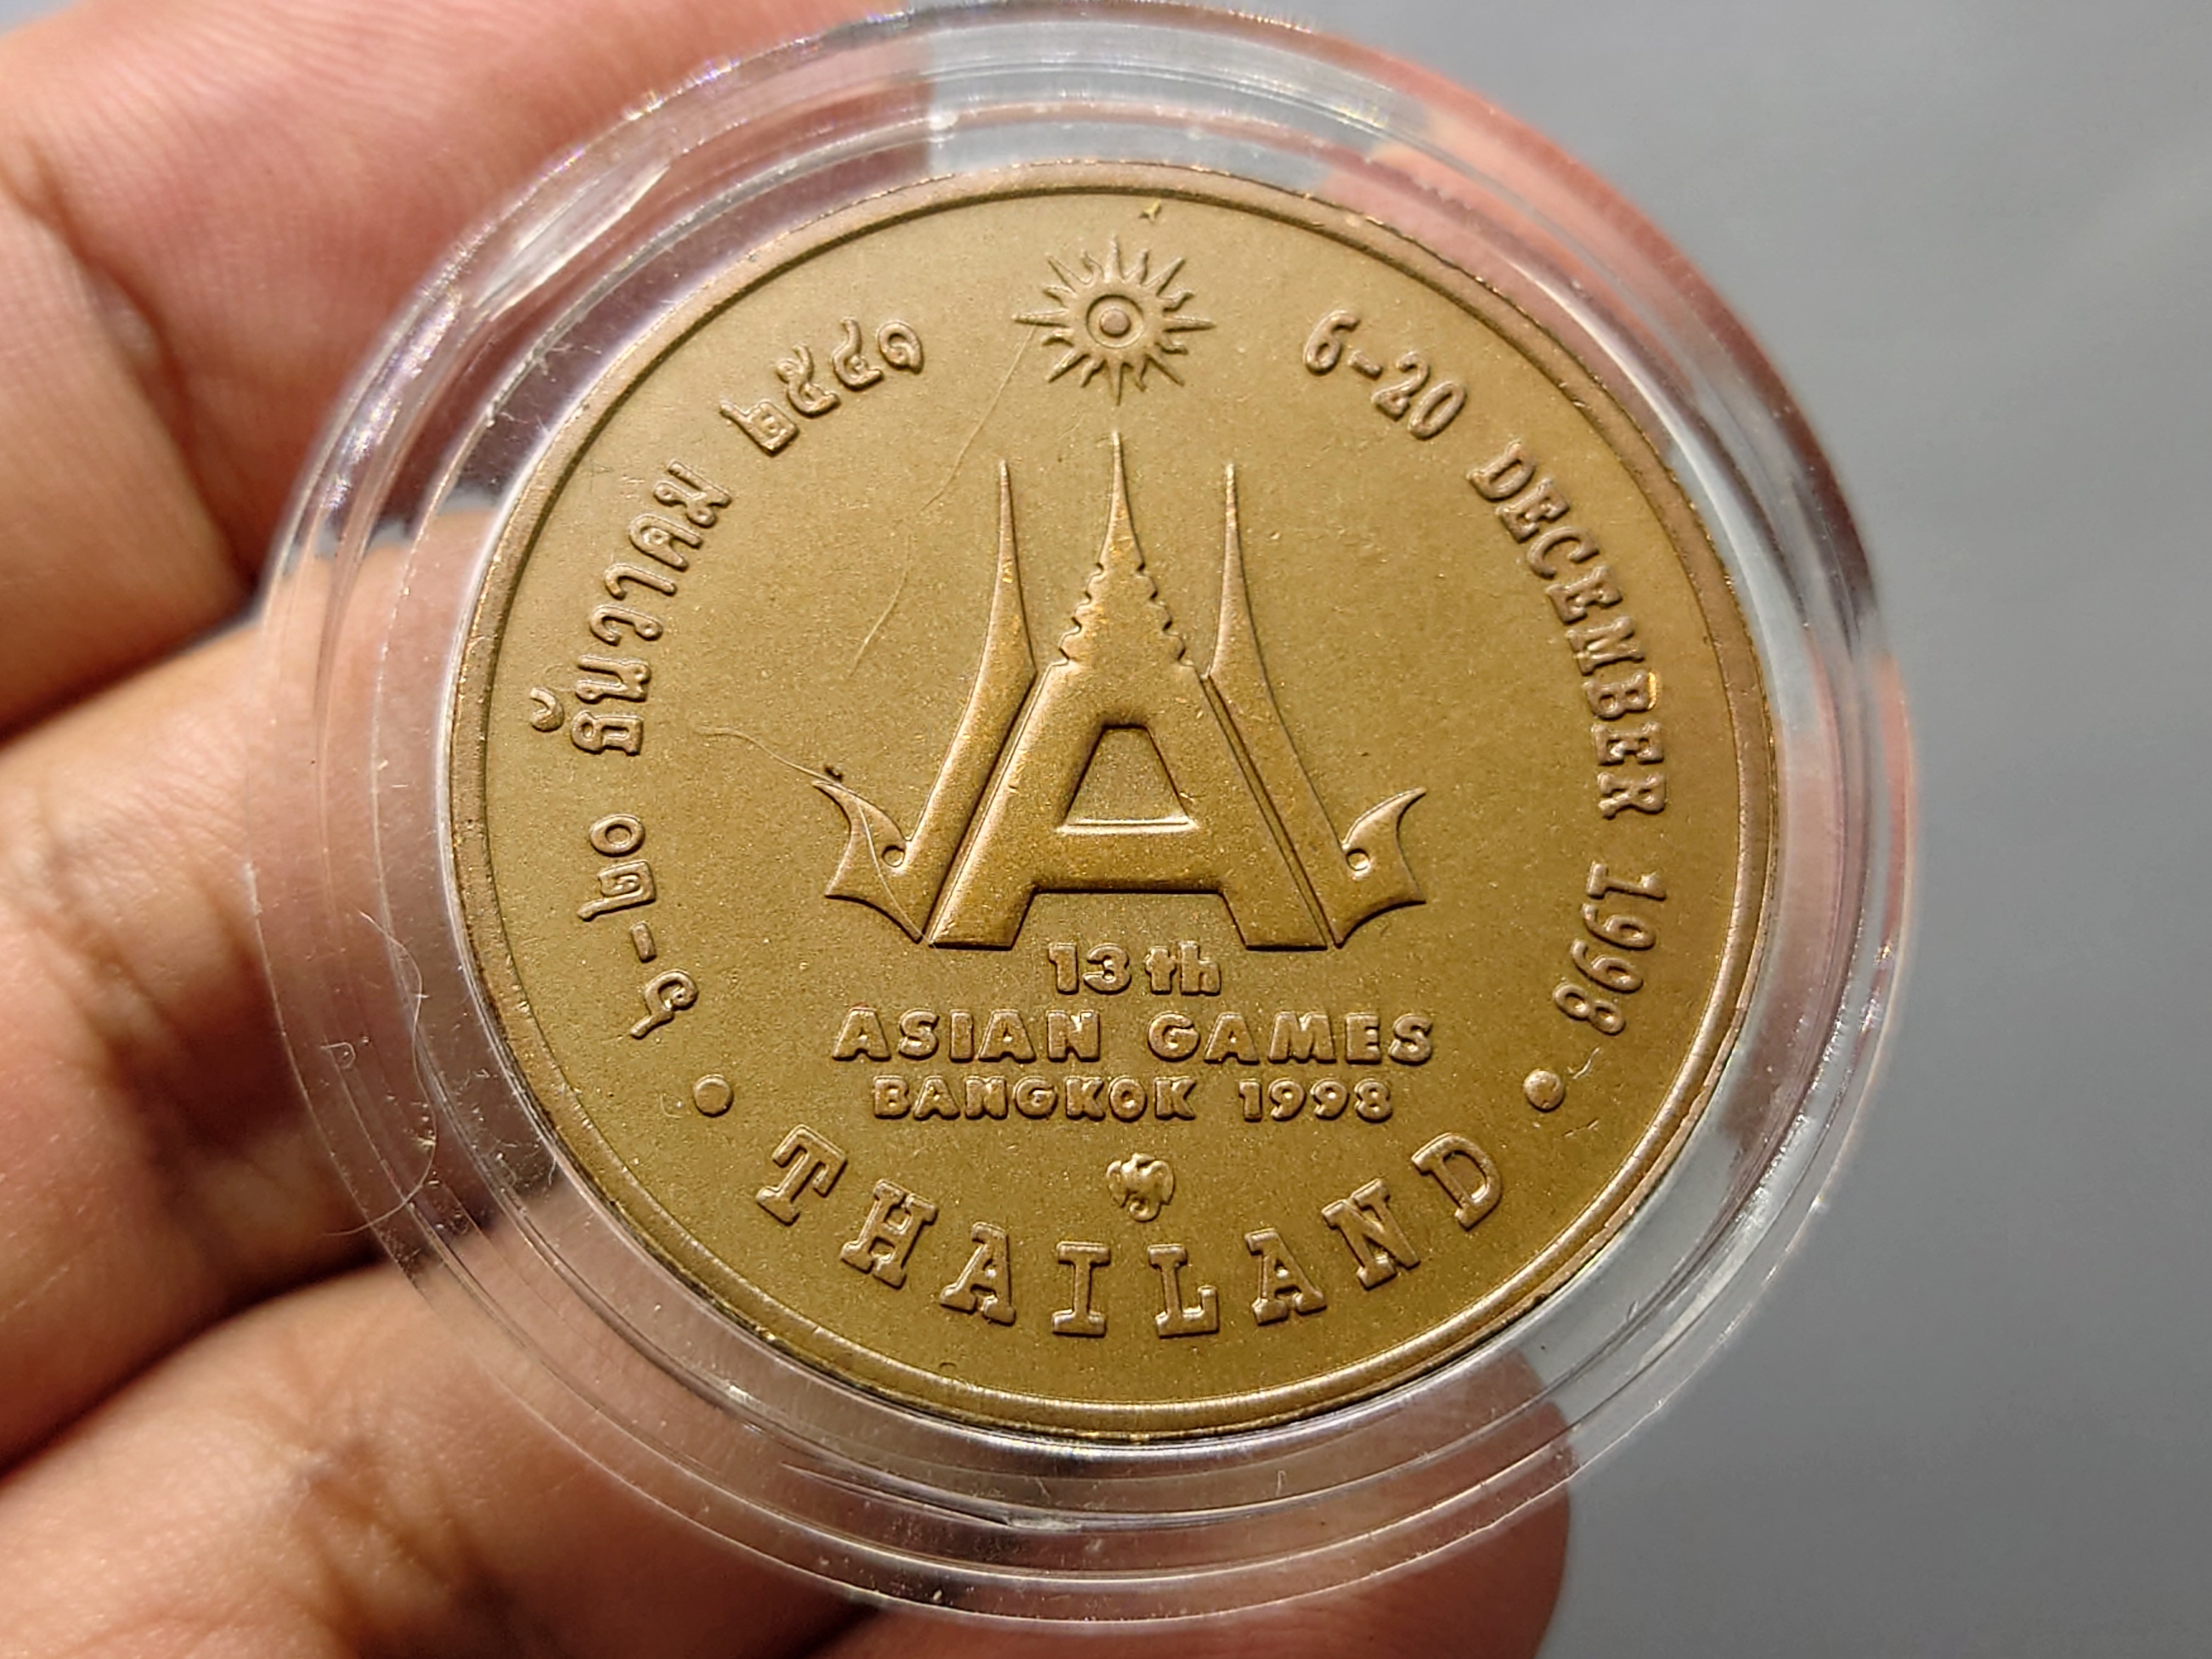 ๖-๒๐ ธันวาคม ๒๕๔๑
6-20 DECEMBER 1998
13th
ASIAN GAMES
BANGKOK 1998
THAILAND